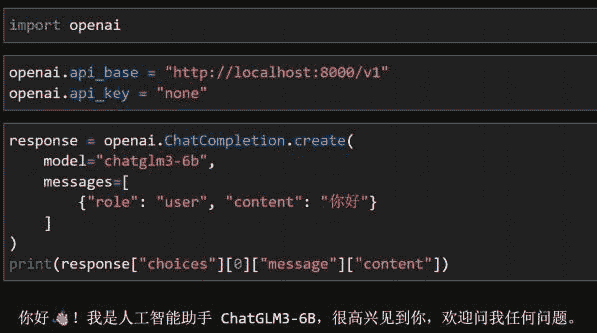 import openai
openai.api_base = "http://localhost:8000/v1"
openai.api_key = "none"
response = openai.ChatCompletion.create(
    model="chatglm3-6b",
    messages=[
        {"role": "user", "content": "你好"}
    ]
)
print(response["choices"][0]["message"]["content"])
你好👋！我是人工智能助手 ChatGLM3-6B，很高兴见到你，欢迎问我任何问题。